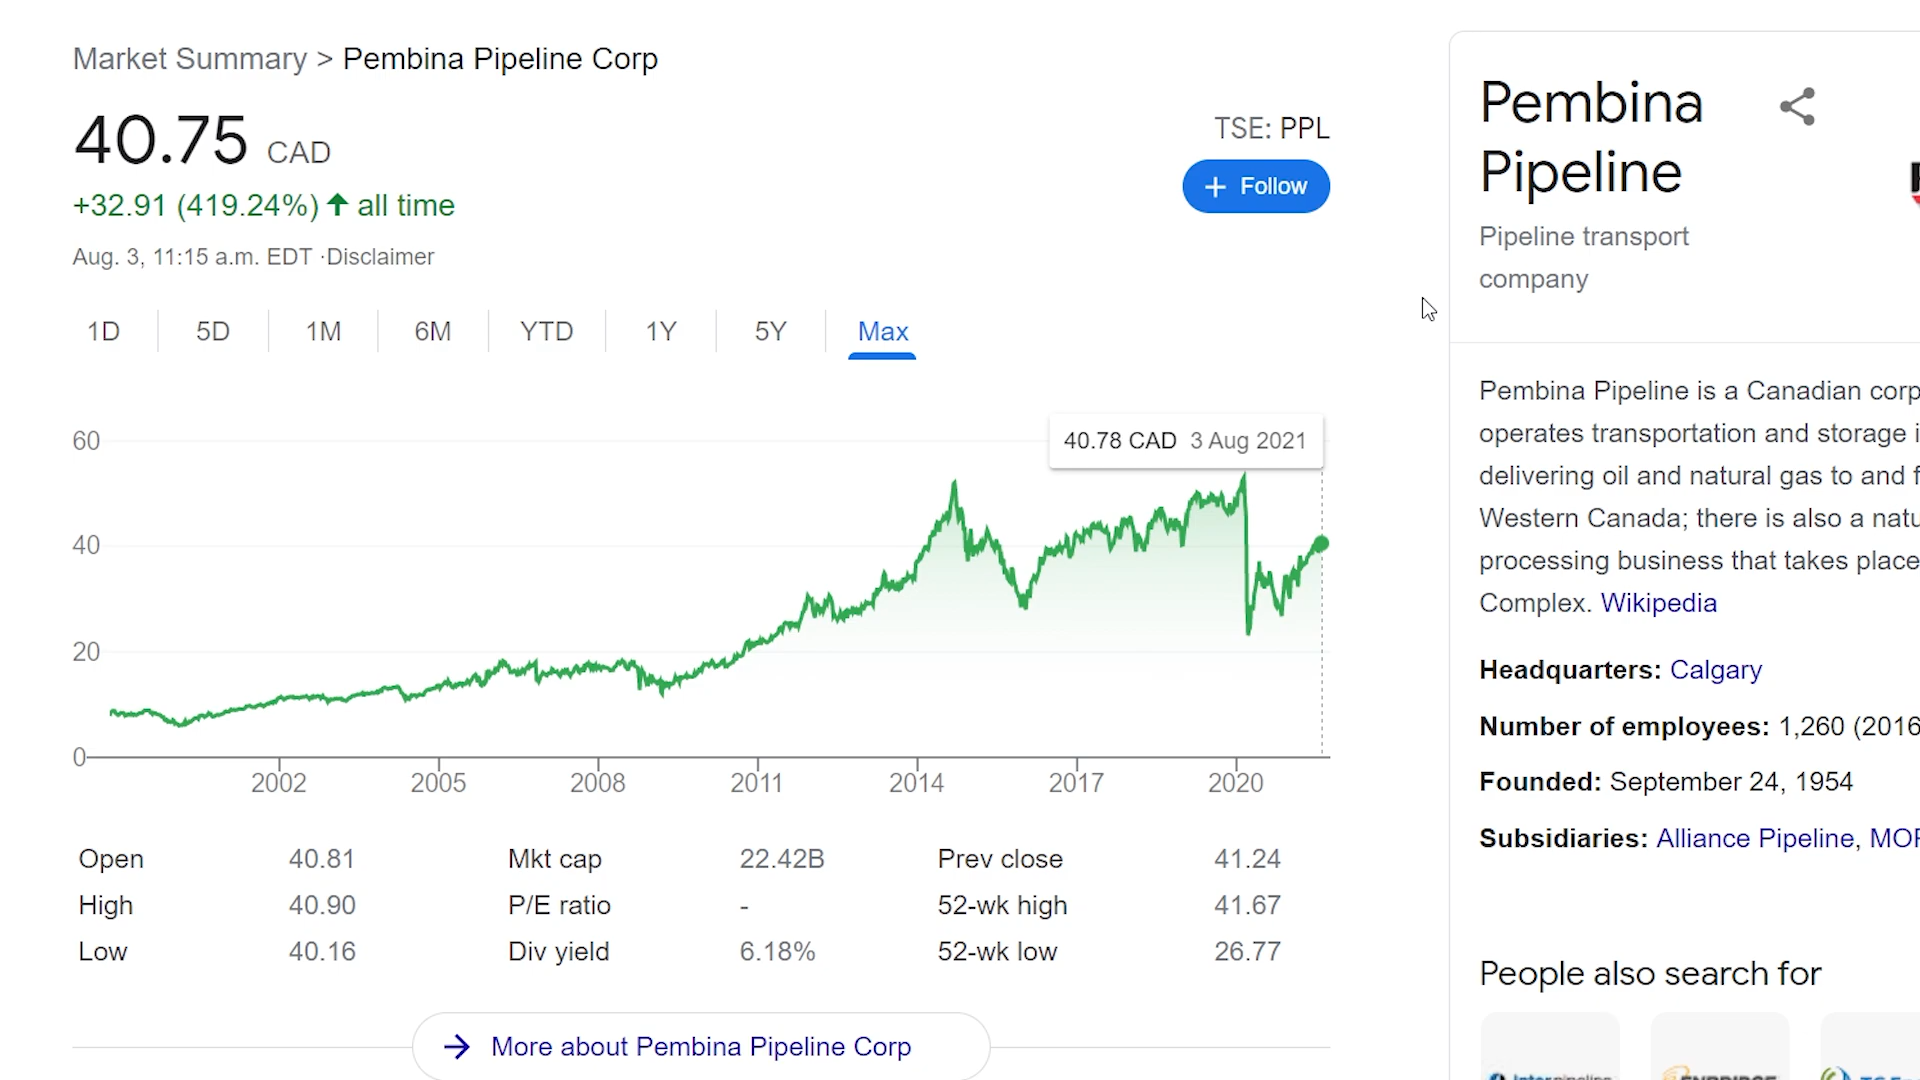 Market Summary > Pembina Pipeline Corp
40.75 CAD
+32.91 (419.24%) ↑ all time
Aug. 3, 11:15 a.m. EDT ·Disclaimer
TSE: PPL
+ Follow
1D 5D 1M 6M YTD 1Y 5Y Max
40.78 CAD 3 Aug 2021
60
40
20
0
2002 2005 2008 2011 2014 2017 2020
Open 40.81 Mkt cap 22.42B Prev close 41.24
High 40.90 P/E ratio - 52-wk high 41.67
Low 40.16 Div yield 6.18% 52-wk low 26.77
→ More about Pembina Pipeline Corp
Pembina
Pipeline
Pipeline transport
company
Pembina Pipeline is a Canadian corp
operates transportation and storage i
delivering oil and natural gas to and f
Western Canada; there is also a natu
processing business that takes place
Complex. Wikipedia
Headquarters: Calgary
Number of employees: 1,260 (2016
Founded: September 24, 1954
Subsidiaries: Alliance Pipeline, MOP
People also search for